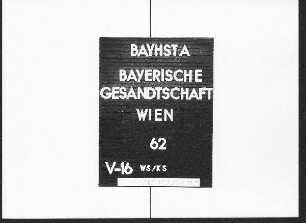 BAYHSTA
BAYERISCHE
GESANDTSCHAFT
WIEN
62
V-16 WS/KS